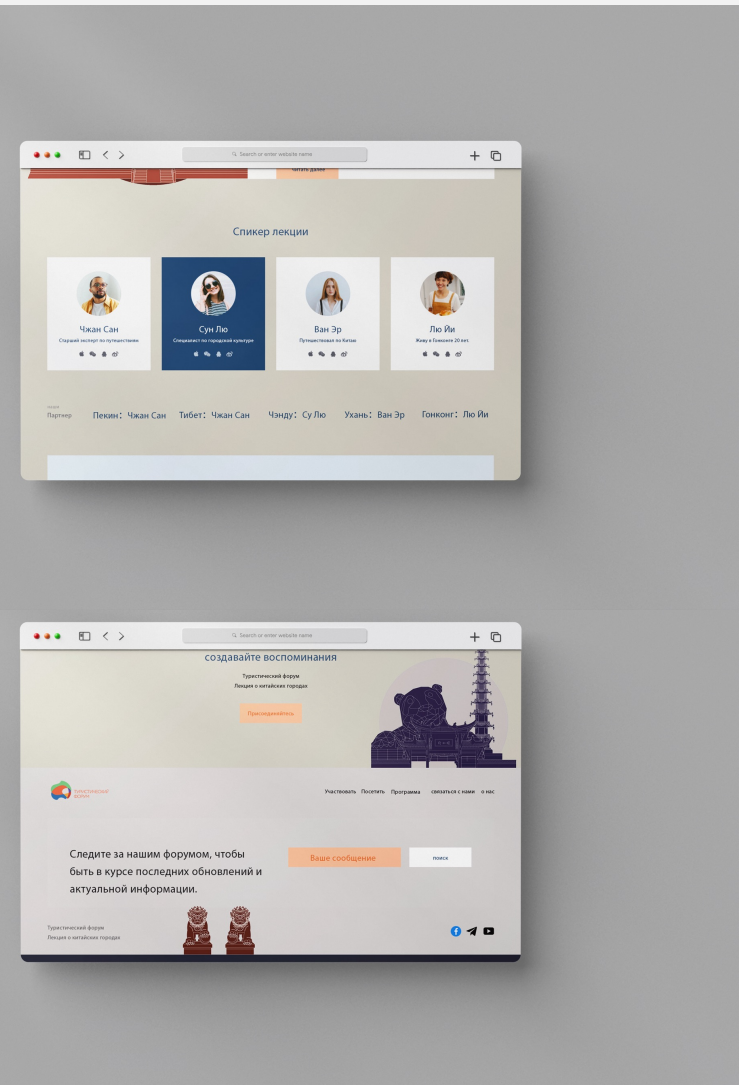 Search or enter website name
читать далее
Спикер лекции
Чжан Сан
Старший эксперт по путешествиям
Сун Лю
Специалист по городской культуре
Ван Эр
Путешествовал по Китаю
Лю Йи
Живу в Гонконге 20 лет.
Партнер
Пекин: Чжан Сан
Тибет: Чжан Сан
Чэнду: Су Лю
Ухань: Ван Эр
Гонконг: Лю Йи
Search or enter website name
создавайте воспоминания
Туристический форум
Лекция о китайских городах
Присоединяйтесь
ТУРИСТИЧЕСКИЙ
ФОРУМ
Участвовать Посетить Программа связаться с нами о нас
Следите за нашим форумом, чтобы
быть в курсе последних обновлений и
актуальной информации.
Ваше сообщение
поиск
Туристический форум
Лекция о китайских городах